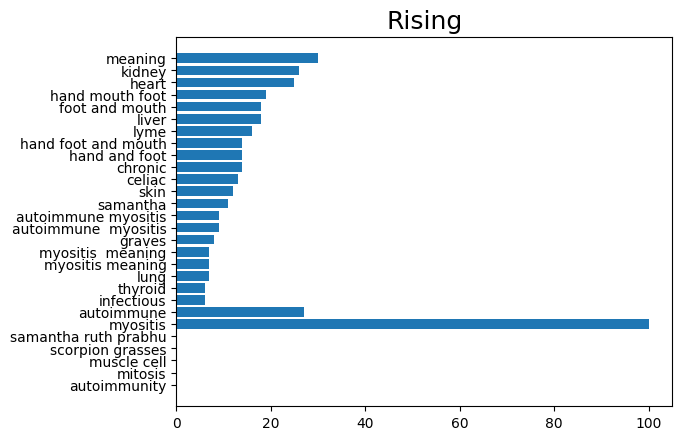 Rising
meaning
kidney
heart
hand mouth foot
foot and mouth
liver
lyme
hand foot and mouth
hand and foot
chronic
celiac
skin
samantha
autoimmune myositis
autoimmune  myositis
graves
myositis  meaning
myositis meaning
lung
thyroid
infectious
autoimmune
myositis
samantha ruth prabhu
scorpion grasses
muscle cell
mitosis
autoimmunity
0 20 40 60 80 100